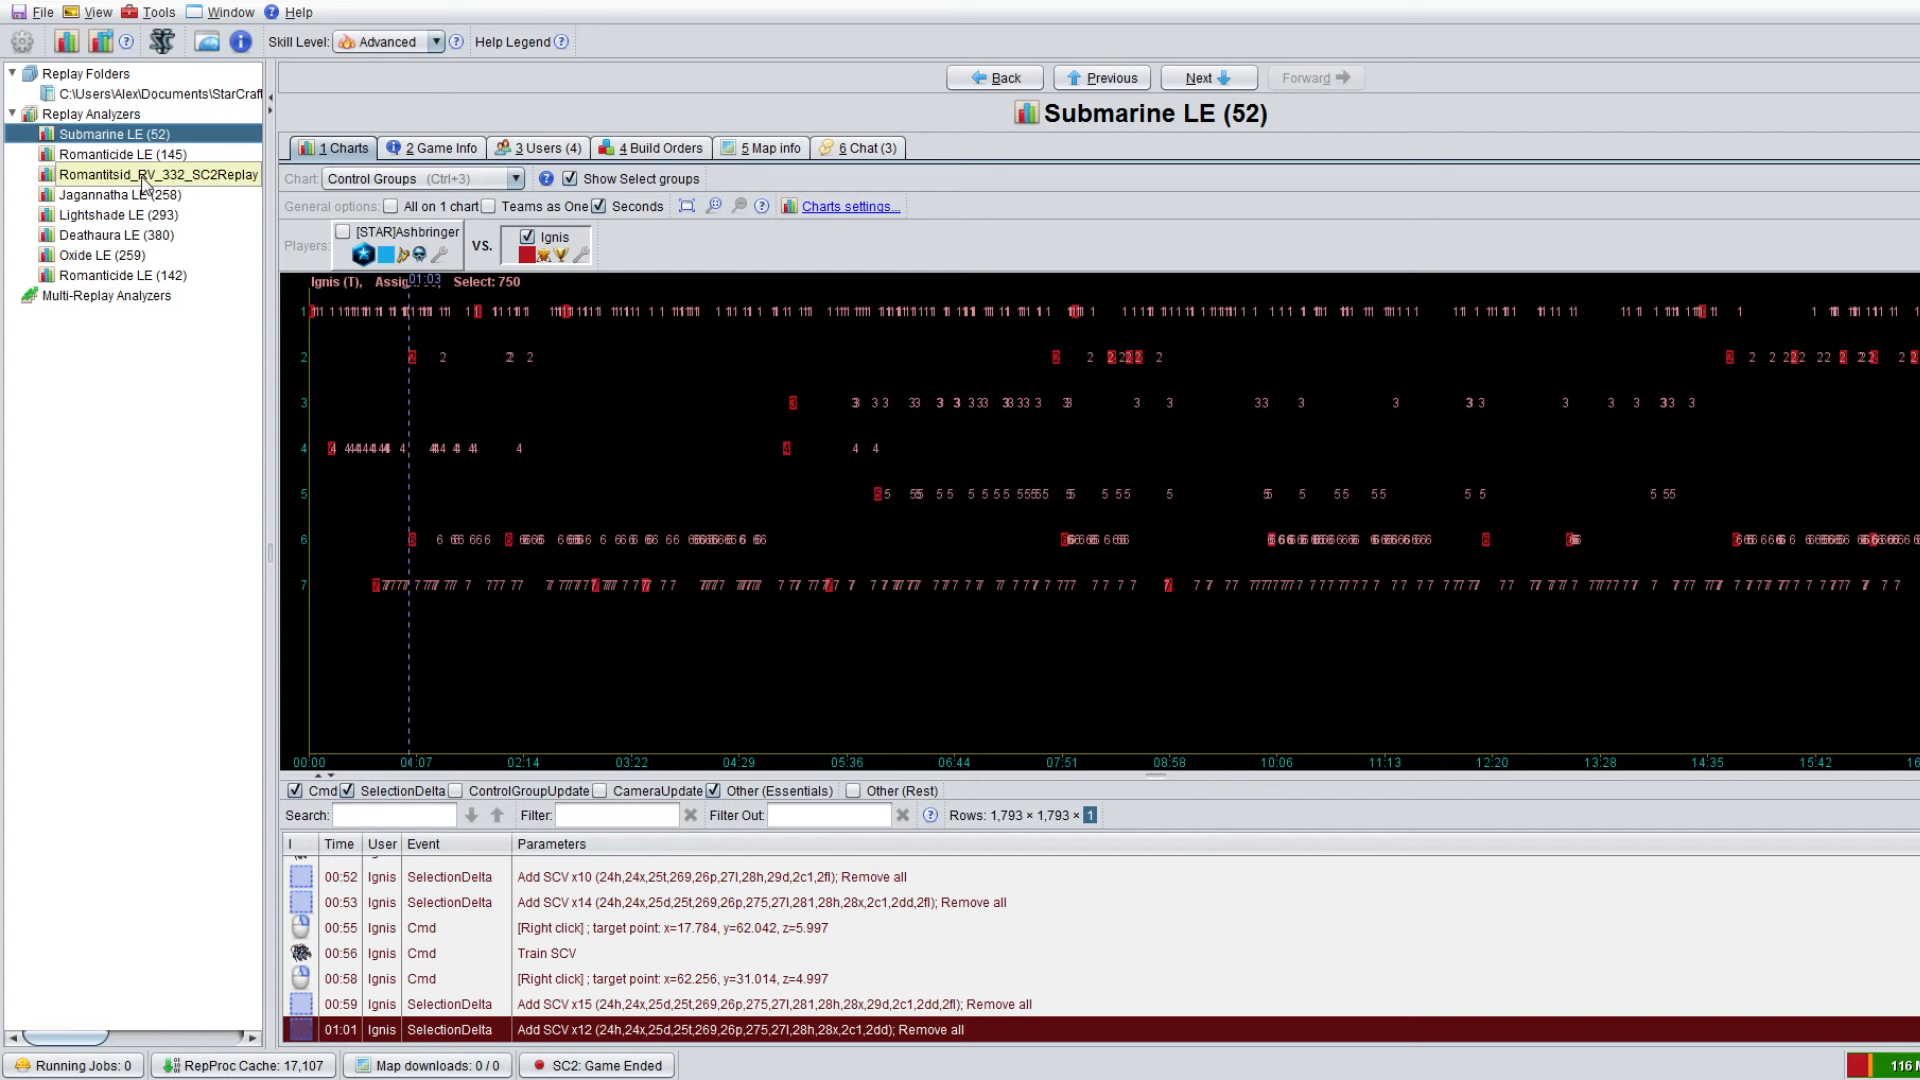 File View Tools Window Help
Skill Level: Advanced Help Legend
Replay Folders
C:\Users\Alex\Documents\StarCraft
Replay Analyzers
Submarine LE (52)
Romanticide LE (145)
Romantitsid_RV_332_SC2Replay
Jagannatha LE (258)
Lightshade LE (293)
Deathaura LE (380)
Oxide LE (259)
Romanticide LE (142)
Multi-Replay Analyzers
Back Previous Next Forward
Submarine LE (52)
1 Charts 2 Game Info 3 Users (4) 4 Build Orders 5 Map info 6 Chat (3)
Chart: Control Groups (Ctrl+3) Show Select groups
General options: All on 1 chart Teams as One Seconds Charts settings...
Players: [STAR]Ashbringer VS. Ignis
Ignis (T), Assig 01:03 Select: 750
1
2
3
4
5
6
7
00:00 01:07 02:14 03:22 04:29 05:36 06:44 07:51 08:58 10:06 11:13 12:20 13:28 14:35 15:42 16
Cmd SelectionDelta ControlGroupUpdate CameraUpdate Other (Essentials) Other (Rest)
Search: Filter: Filter Out: Rows: 1,793 × 1,793 × 1
I Time User Event Parameters
00:52 Ignis SelectionDelta Add SCV x10 (24h,24x,25t,269,26p,27l,28h,29d,2c1,2fl); Remove all
00:53 Ignis SelectionDelta Add SCV x14 (24h,24x,25d,25t,269,26p,275,27l,281,28h,28x,2c1,2dd,2fl); Remove all
00:55 Ignis Cmd [Right click] ; target point: x=17.784, y=62.042, z=5.997
00:56 Ignis Cmd Train SCV
00:58 Ignis Cmd [Right click] ; target point: x=62.256, y=31.014, z=4.997
00:59 Ignis SelectionDelta Add SCV x15 (24h,24x,25d,25t,269,26p,275,27l,281,28h,28x,29d,2c1,2dd,2fl); Remove all
01:01 Ignis SelectionDelta Add SCV x12 (24h,24x,25d,25t,269,26p,275,27l,28h,28x,2c1,2dd); Remove all
Running Jobs: 0 RepProc Cache: 17,107 Map downloads: 0 / 0 SC2: Game Ended 116